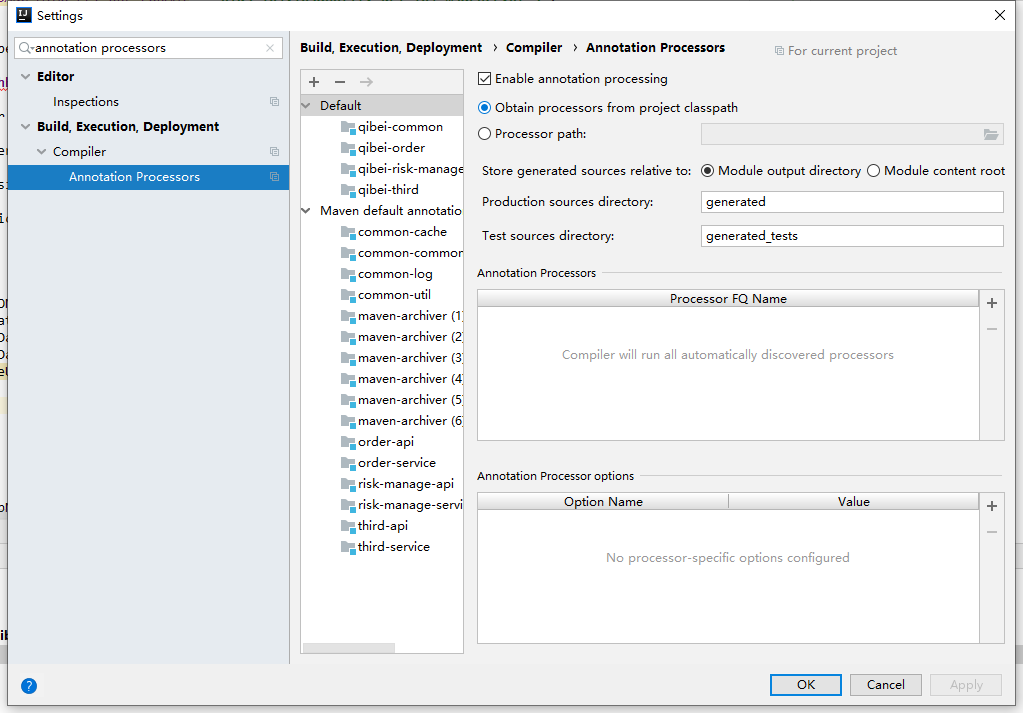 Settings
annotation processors
Editor
Inspections
Build, Execution, Deployment
Compiler
Annotation Processors
Build, Execution, Deployment › Compiler › Annotation Processors
For current project
Default
qibei-common
qibei-order
qibei-risk-manage
qibei-third
Maven default annotatio
common-cache
common-common
common-log
common-util
maven-archiver (1)
maven-archiver (2)
maven-archiver (3)
maven-archiver (4)
maven-archiver (5)
maven-archiver (6)
order-api
order-service
risk-manage-api
risk-manage-servi
third-api
third-service
Enable annotation processing
Obtain processors from project classpath
Processor path:
Store generated sources relative to: Module output directory Module content root
Production sources directory: generated
Test sources directory: generated_tests
Annotation Processors
Processor FQ Name
Compiler will run all automatically discovered processors
Annotation Processor options
Option Name Value
No processor-specific options configured
OK Cancel Apply